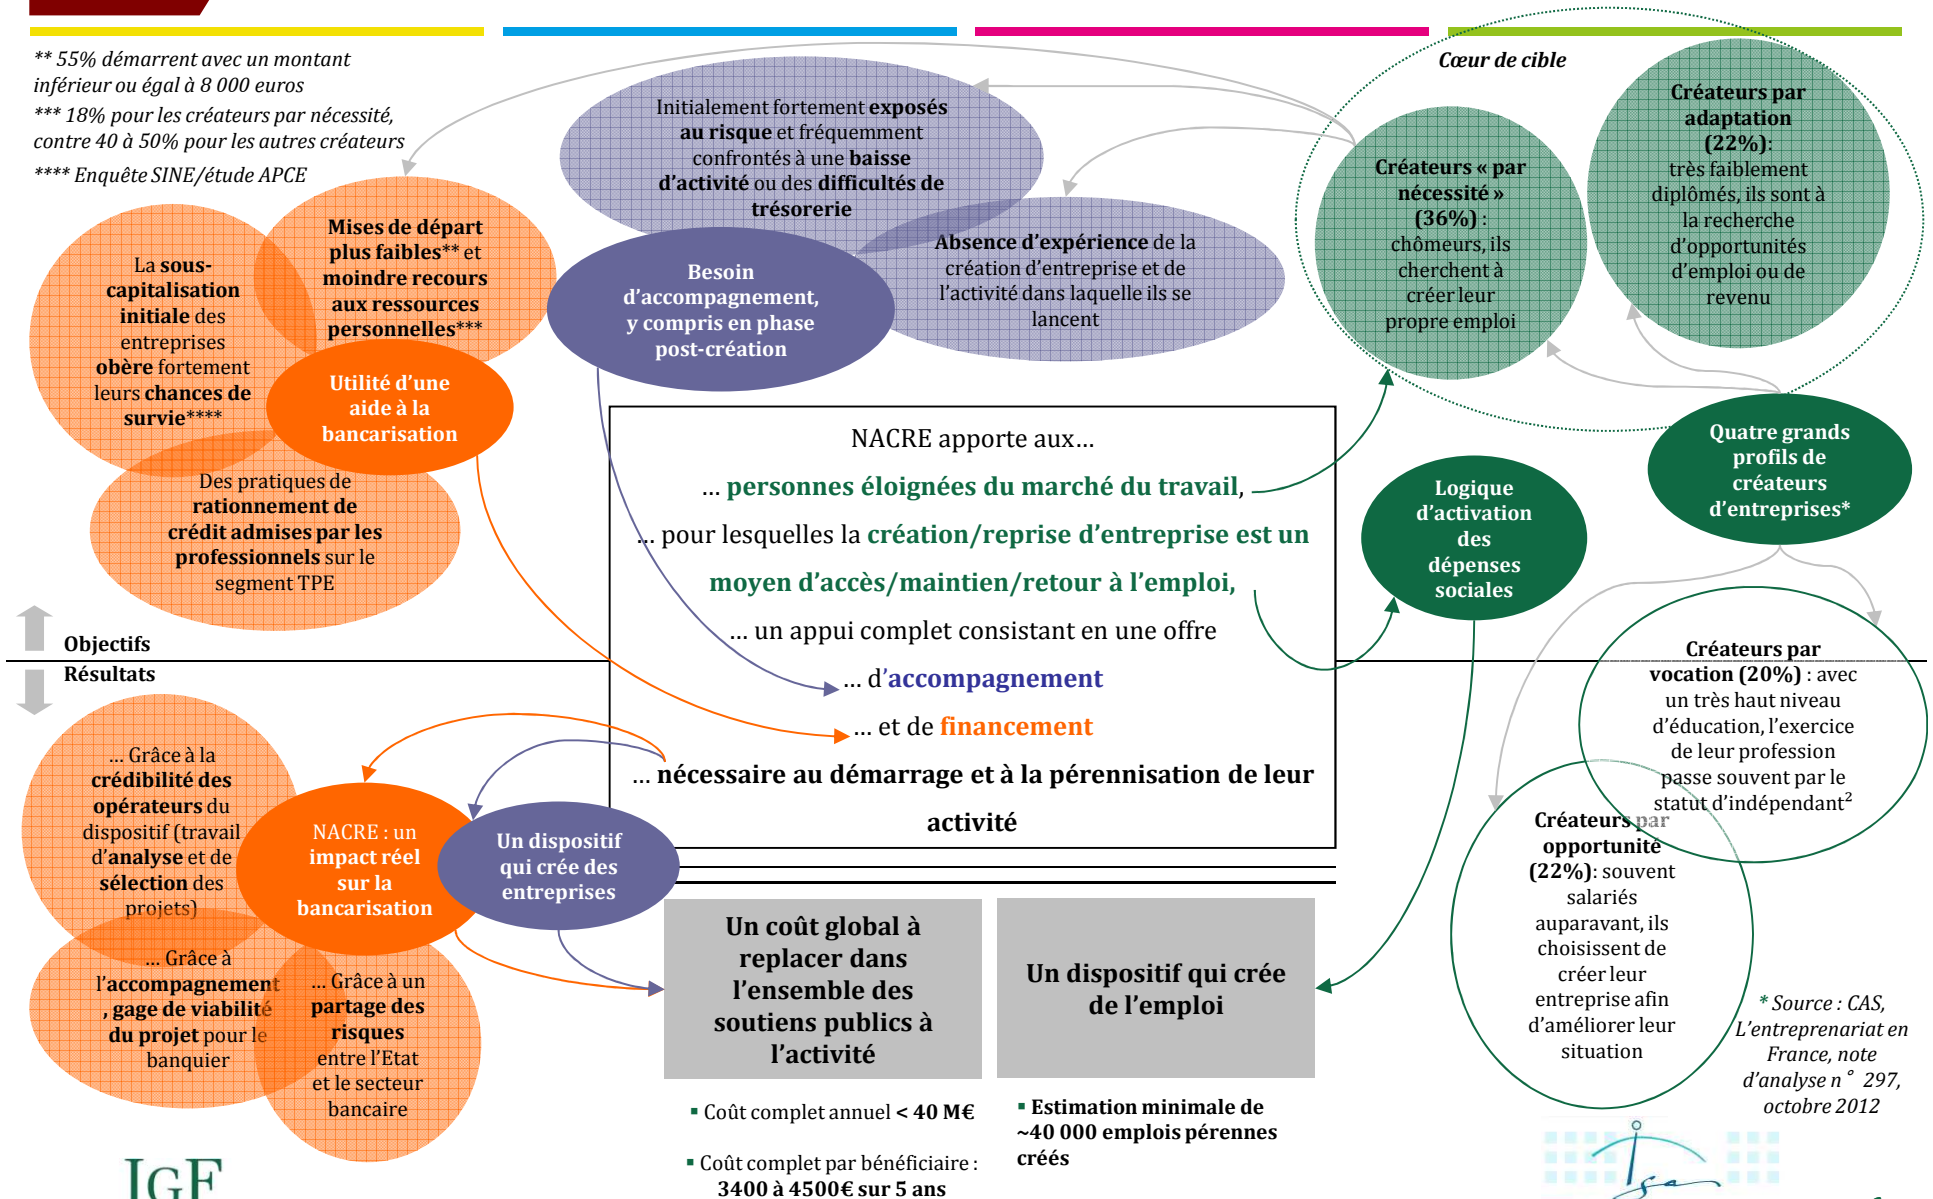 ** 55% démarrent avec un montant
inférieur ou égal à 8 000 euros
*** 18% pour les créateurs par nécessité,
contre 40 à 50% pour les autres créateurs
**** Enquête SINE/étude APCE
La sous-
capitalisation
initiale des
entreprises
obère fortement
leurs chances de
survie****
Mises de départ
plus faibles** et
moindre recours
aux ressources
personnelles***
Utilité d'une
aide à la
bancarisation
Des pratiques de
rationnement de
crédit admises par les
professionnels sur le
segment TPE
Initialement fortement exposés
au risque et fréquemment
confrontés à une baisse
d'activité ou des difficultés de
trésorerie
Besoin
d'accompagnement,
y compris en phase
post-création
Absence d'expérience de la
création d'entreprise et de
l'activité dans laquelle ils se
lancent
Cœur de cible
Créateurs « par
nécessité »
(36%) :
chômeurs, ils
cherchent à
créer leur
propre emploi
Créateurs par
adaptation
(22%):
très faiblement
diplômés, ils sont à
la recherche
d'opportunités
d'emploi ou de
revenu
Quatre grands
profils de
créateurs
d'entreprises*
Logique
d'activation
des
dépenses
sociales
NACRE apporte aux…
… personnes éloignées du marché du travail,
… pour lesquelles la création/reprise d'entreprise est un
moyen d'accès/maintien/retour à l'emploi,
… un appui complet consistant en une offre
… d'accompagnement
… et de financement
… nécessaire au démarrage et à la pérennisation de leur
activité
Objectifs
Résultats
Créateurs par
vocation (20%) : avec
un très haut niveau
d'éducation, l'exercice
de leur profession
passe souvent par le
statut d'indépendant²
Créateurs par
opportunité
(22%): souvent
salariés
auparavant, ils
choisissent de
créer leur
entreprise afin
d'améliorer leur
situation
* Source : CAS,
L'entreprenariat en
France, note
d'analyse n° 297,
octobre 2012
… Grâce à la
crédibilité des
opérateurs du
dispositif (travail
d'analyse et de
sélection des
projets)
NACRE : un
impact réel
sur la
bancarisation
Un dispositif
qui crée des
entreprises
… Grâce à
l'accompagnement
, gage de viabilité
du projet pour le
banquier
… Grâce à un
partage des
risques
entre l'Etat
et le secteur
bancaire
Un coût global à
replacer dans
l'ensemble des
soutiens publics à
l'activité
Un dispositif qui crée
de l'emploi
▪ Coût complet annuel < 40 M€
▪ Coût complet par bénéficiaire :
3400 à 4500€ sur 5 ans
▪ Estimation minimale de
~40 000 emplois pérennes
créés
IGF